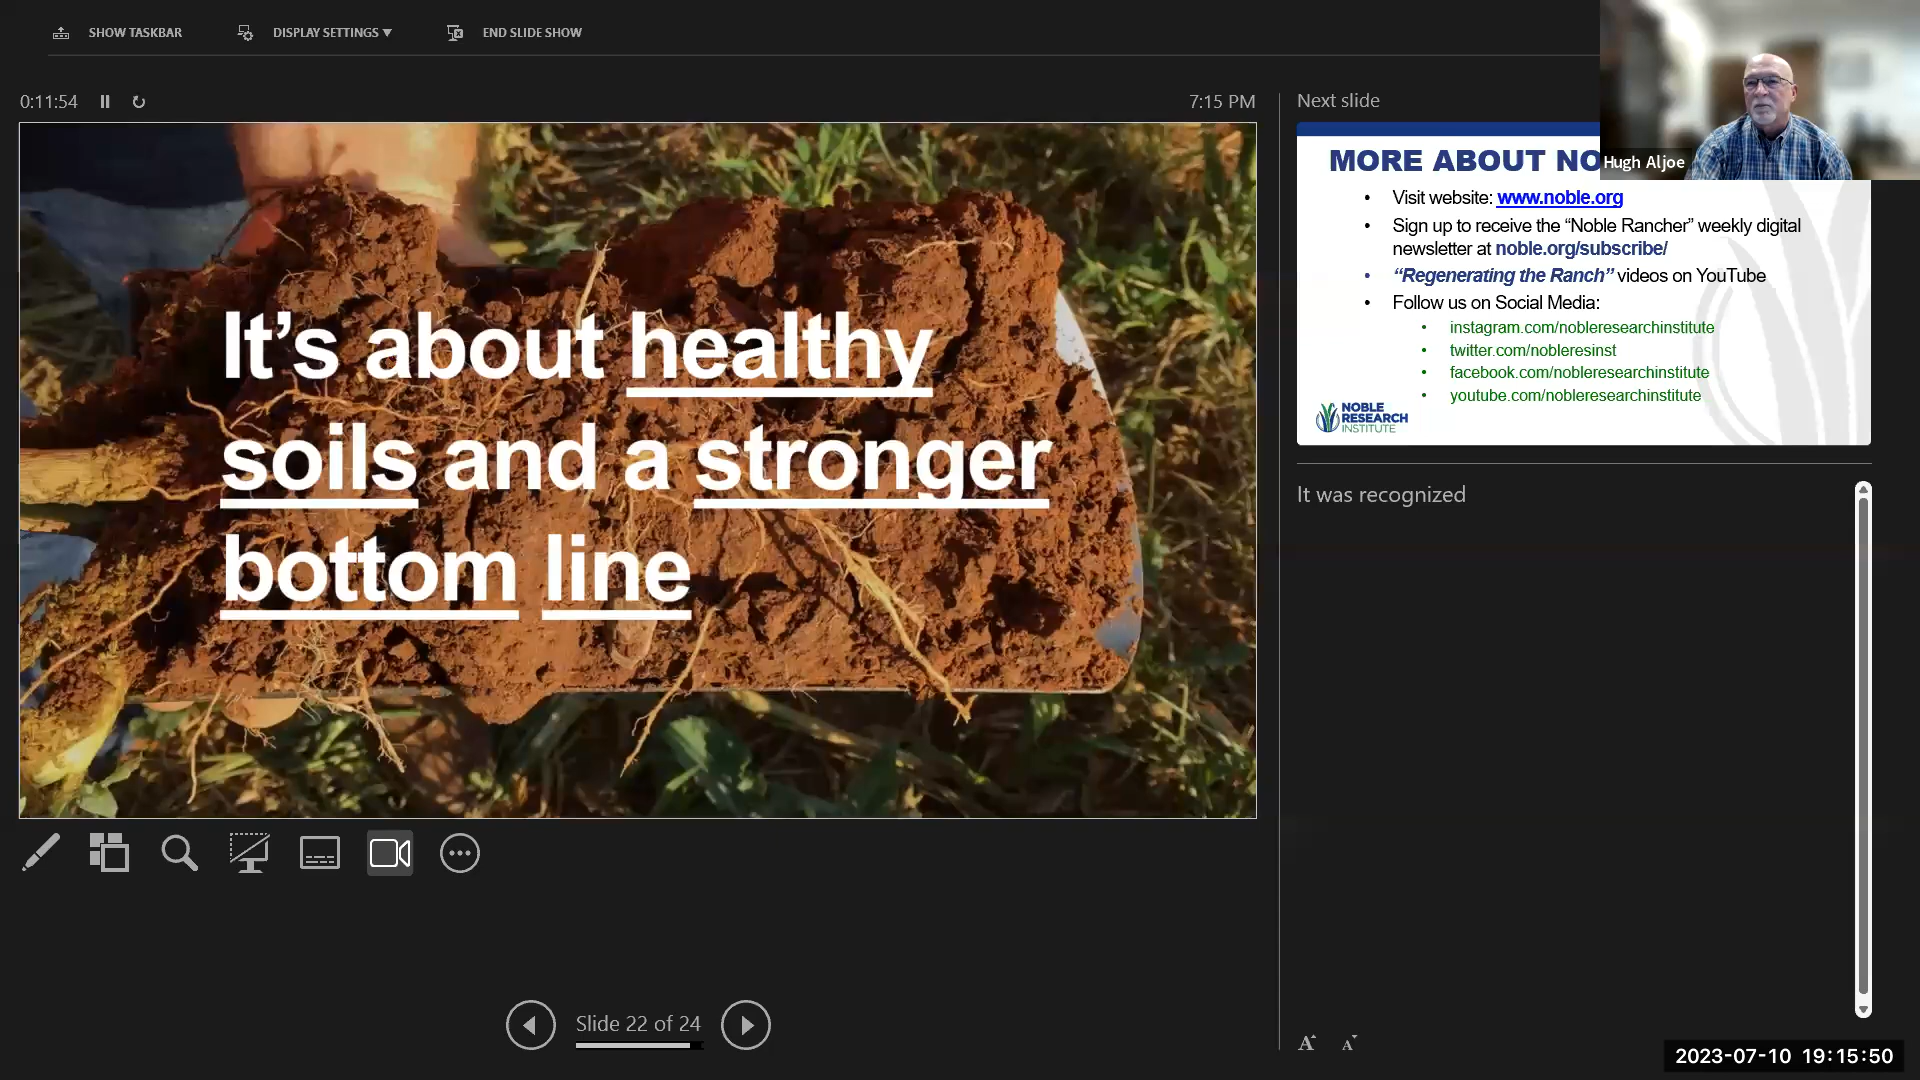 SHOW TASKBAR
DISPLAY SETTINGS
END SLIDE SHOW
0:11:54
7:15 PM
It's about healthy
soils and a stronger
bottom line
Slide 22 of 24
Next slide
MORE ABOUT NO
Hugh Aljoe
• Visit website: www.noble.org
• Sign up to receive the “Noble Rancher” weekly digital
newsletter at noble.org/subscribe/
• “Regenerating the Ranch” videos on YouTube
• Follow us on Social Media:
• instagram.com/nobleresearchinstitute
• twitter.com/nobleresinst
• facebook.com/nobleresearchinstitute
• youtube.com/nobleresearchinstitute
NOBLE
RESEARCH
INSTITUTE
It was recognized
A A
2023-07-10 19:15:50